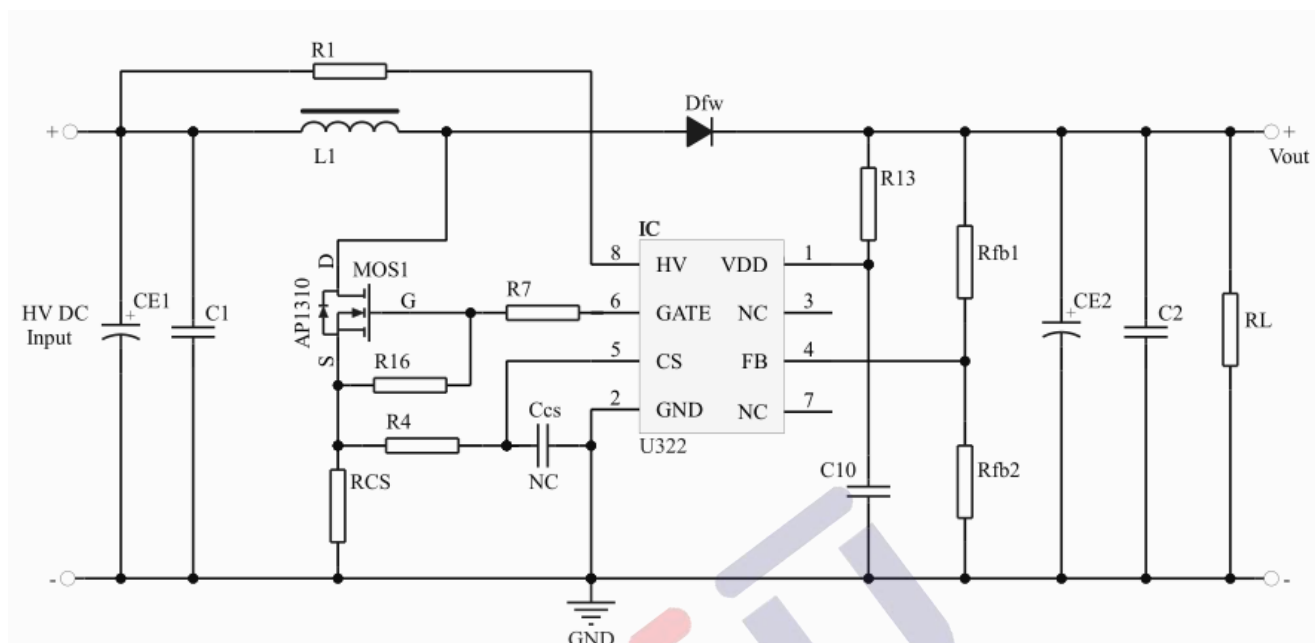 R1
Dfw
+
+
L1
Vout
R13
IC
D
8
HV
VDD
1
MOS1
Rfb1
G
R7
6
GATE
NC
3
HV DC
Input
+
CE1
C1
AP1310
+
CE2
C2
RL
S
R16
5
CS
FB
4
R4
Ccs
2
GND
NC
7
U322
RCS
NC
C10
Rfb2
-
-
GND